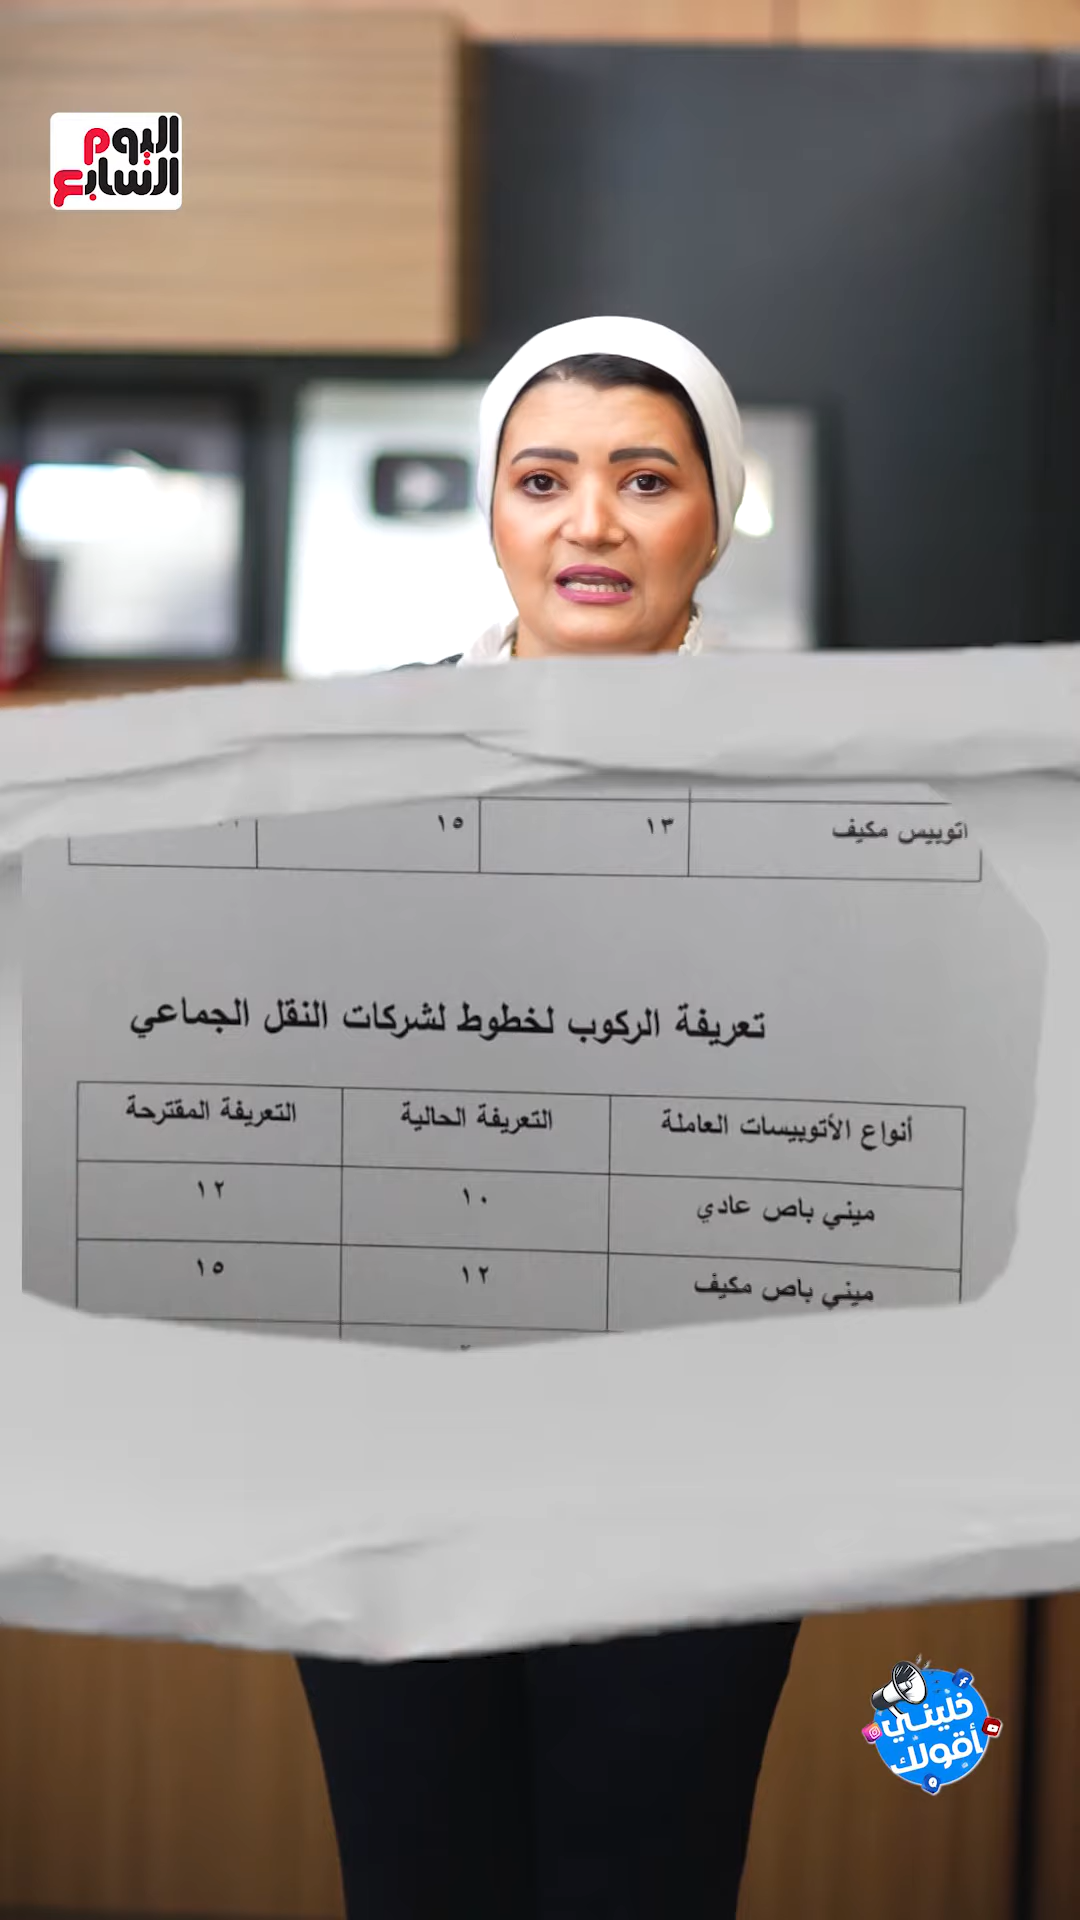 اليوم
السابع
اتوبيس مكيف ١٣ ١٥
تعريفة الركوب لخطوط لشركات النقل الجماعي
أنواع الأتوبيسات العاملة التعريفة الحالية التعريفة المقترحة
ميني باص عادي ١٠ ١٢
ميني باص مكيف ١٢ ١٥
خليني
أقولك